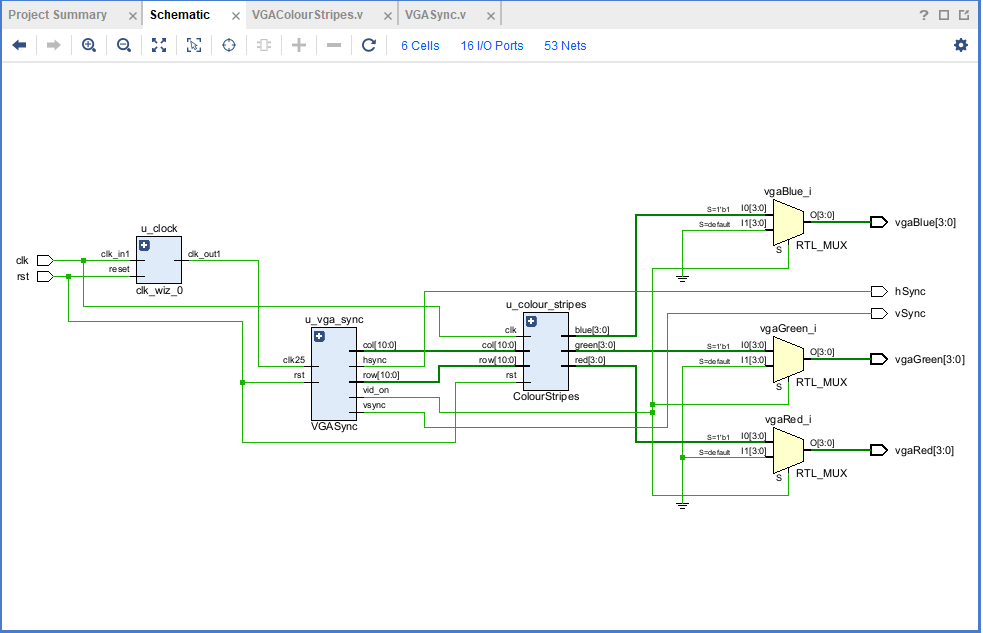 Project Summary × Schematic × VGAColourStripes.v × VGASync.v × ?
6 Cells 16 I/O Ports 53 Nets
clk
rst
u_clock
clk_in1
reset
clk_out1
clk_wiz_0
u_vga_sync
clk25
rst
col[10:0]
hsync
row[10:0]
vid_on
vsync
VGASync
u_colour_stripes
clk
col[10:0]
row[10:0]
rst
blue[3:0]
green[3:0]
red[3:0]
ColourStripes
vgaBlue_i
S=1'b1 I0[3:0]
S=default I1[3:0]
O[3:0]
S
RTL_MUX
vgaBlue[3:0]
hSync
vSync
vgaGreen_i
S=1'b1 I0[3:0]
S=default I1[3:0]
O[3:0]
S
RTL_MUX
vgaGreen[3:0]
vgaRed_i
S=1'b1 I0[3:0]
S=default I1[3:0]
O[3:0]
S
RTL_MUX
vgaRed[3:0]